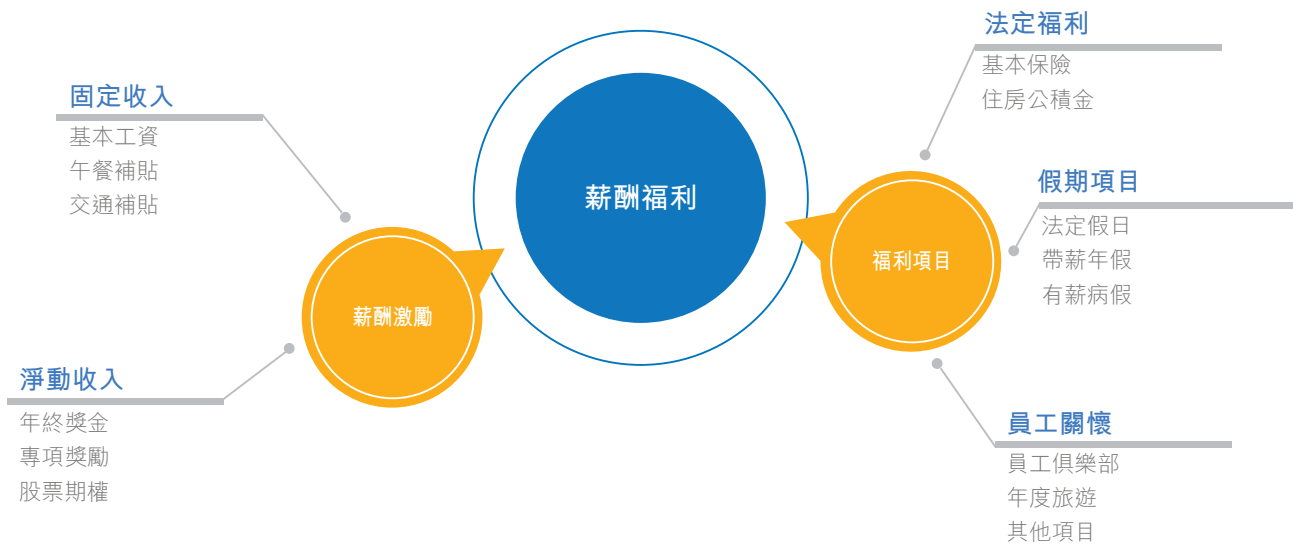 薪酬福利
薪酬激勵
固定收入
基本工資
午餐補貼
交通補貼
淨動收入
年終獎金
專項獎勵
股票期權
福利項目
法定福利
基本保險
住房公積金
假期項目
法定假日
帶薪年假
有薪病假
員工關懷
員工俱樂部
年度旅遊
其他項目